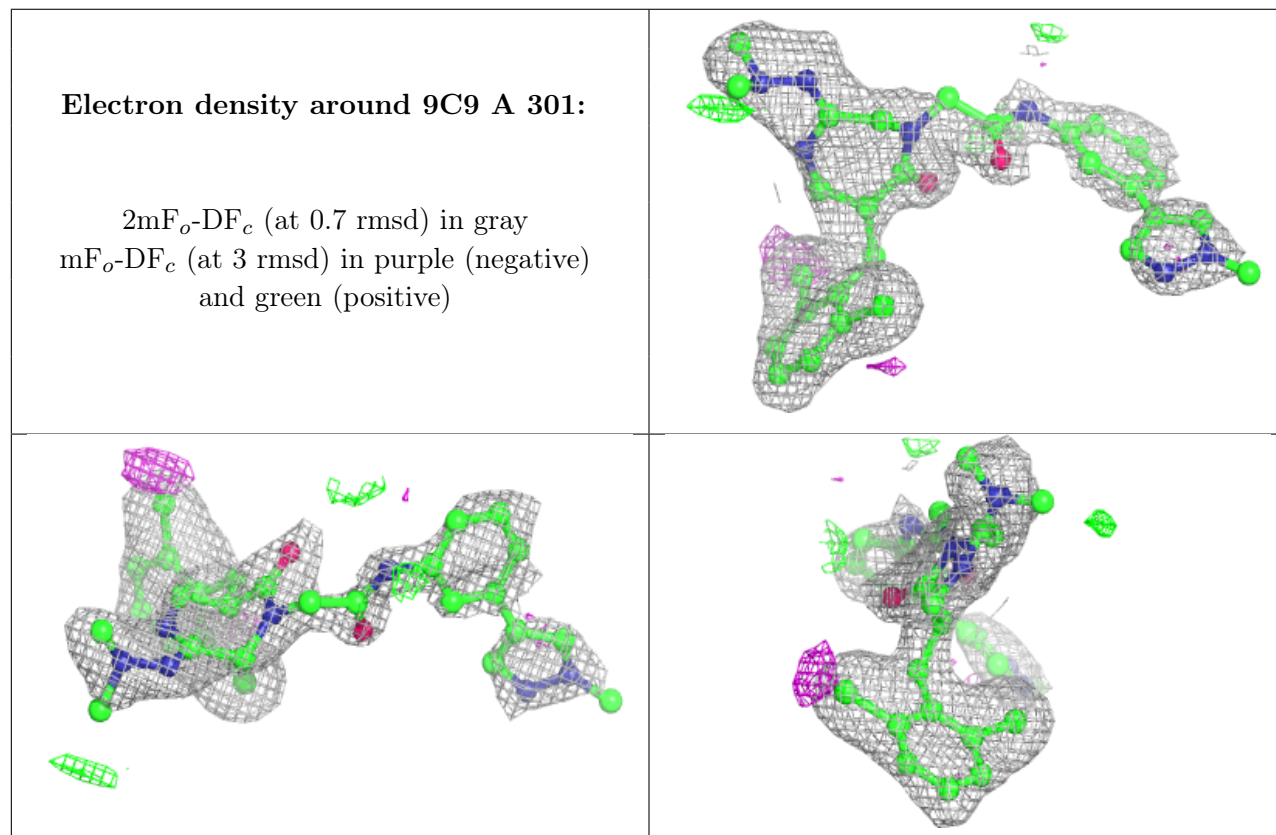 Electron density around 9C9 A 301:
2mFo-DFc (at 0.7 rmsd) in gray
mFo-DFc (at 3 rmsd) in purple (negative)
and green (positive)